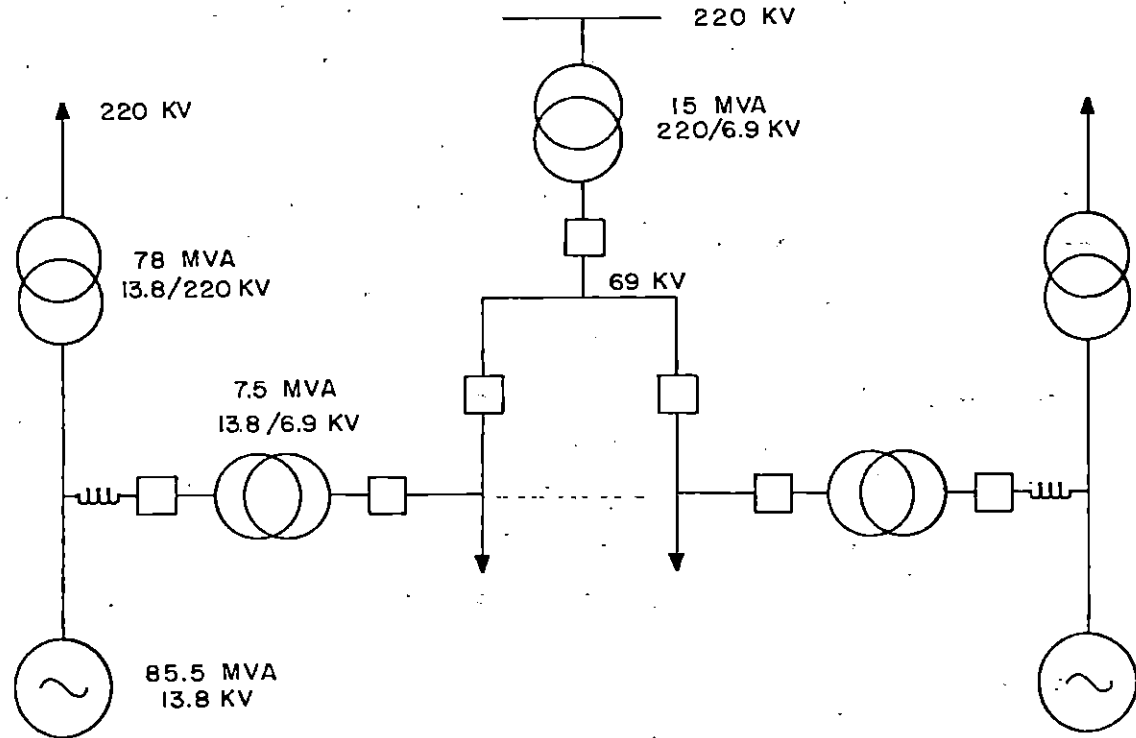 220 KV
220 KV
15 MVA
220/6.9 KV
78 MVA
13.8/220 KV
69 KV
7.5 MVA
13.8/6.9 KV
85.5 MVA
13.8 KV